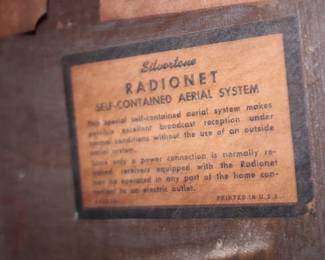 Silvertone
RADIONET
SELF-CONTAINED AERIAL SYSTEM
This special self-contained aerial system makes
possible excellent broadcast reception under
normal conditions without the use of an outside
aerial system.
Since only a power connection is normally re-
quired receivers equipped with the Radionet
may be operated in any part of the home con-
venient to an electric outlet.
PRINTED IN U.S.A.